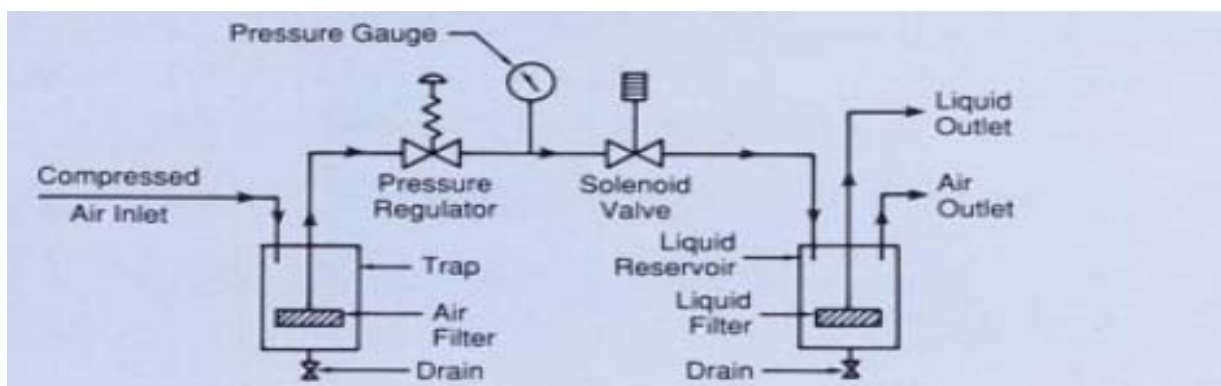 Pressure Gauge
Liquid
Outlet
Compressed
Air Inlet
Pressure
Regulator
Solenoid
Valve
Air
Outlet
Trap
Liquid
Reservoir
Air
Filter
Liquid
Filter
Drain
Drain